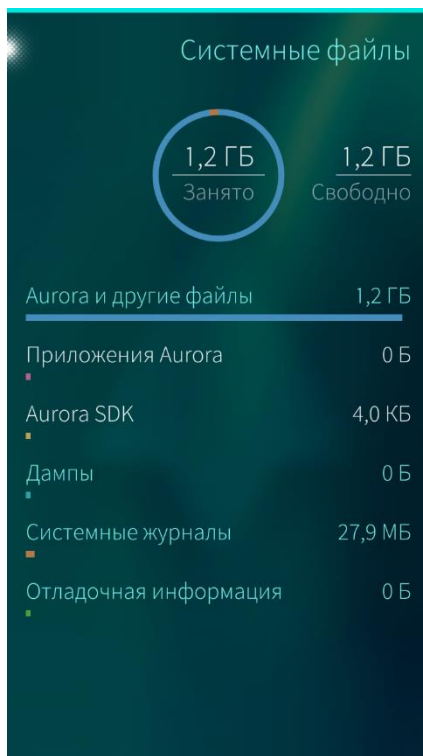 Системные файлы
1,2 ГБ 1,2 ГБ
Занято Свободно
Aurora и другие файлы 1,2 ГБ
Приложения Aurora 0 Б
Aurora SDK 4,0 КБ
Дампы 0 Б
Системные журналы 27,9 МБ
Отладочная информация 0 Б